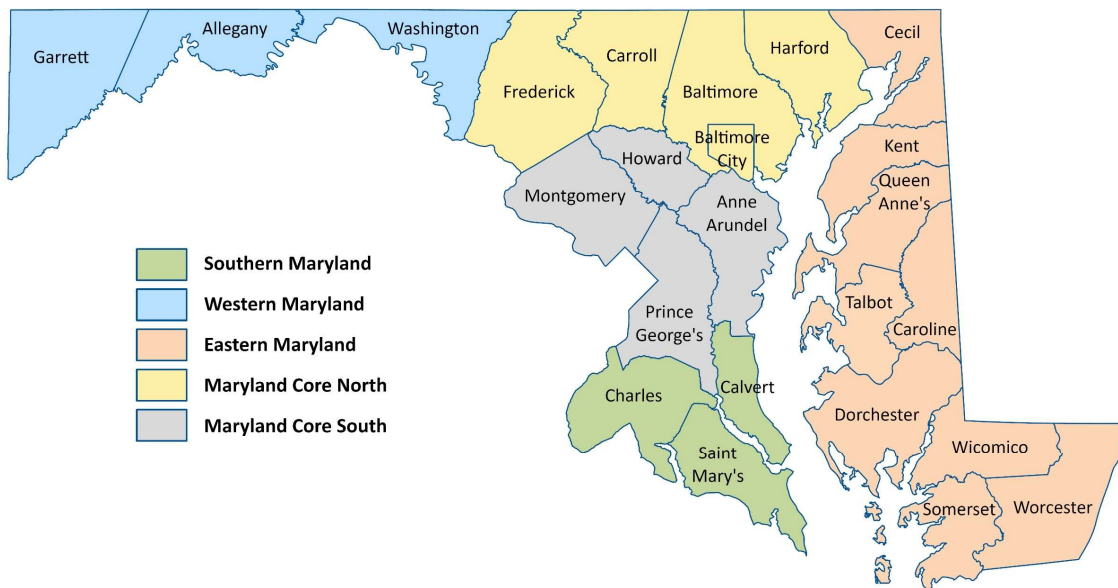 Garrett
Allegany
Washington
Frederick
Carroll
Baltimore
Harford
Cecil
Baltimore
City
Howard
Montgomery
Anne
Arundel
Kent
Queen
Anne's
Southern Maryland
Western Maryland
Eastern Maryland
Maryland Core North
Maryland Core South
Prince
George's
Talbot
Caroline
Charles
Calvert
Saint
Mary's
Dorchester
Wicomico
Somerset
Worcester